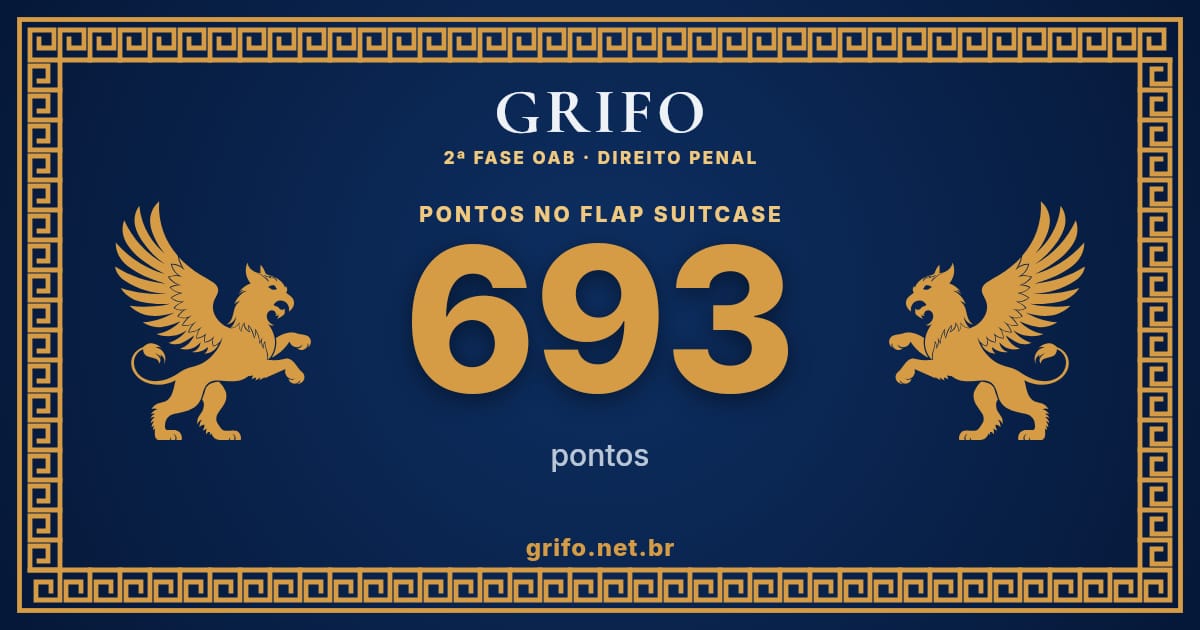 GRIFO
2ª FASE OAB · DIREITO PENAL
PONTOS NO FLAP SUITCASE
693
pontos
grifo.net.br